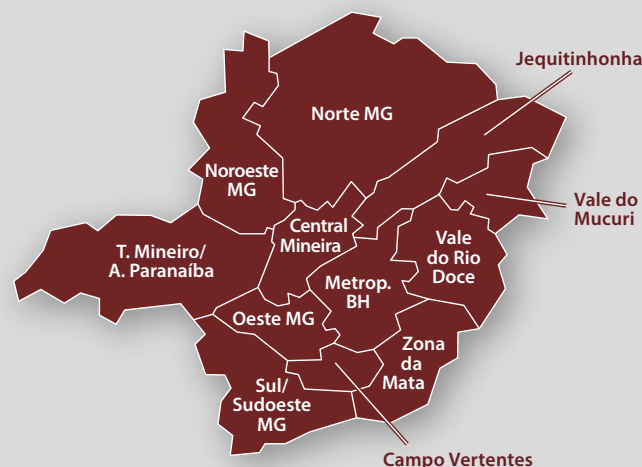 Jequitinhonha
Norte MG
Noroeste
MG
Vale do
Mucuri
Central
Mineira
T. Mineiro/
A. Paranaíba
Vale
do Rio
Doce
Metrop.
BH
Oeste MG
Zona
da
Mata
Sul/
Sudoeste
MG
Campo Vertentes